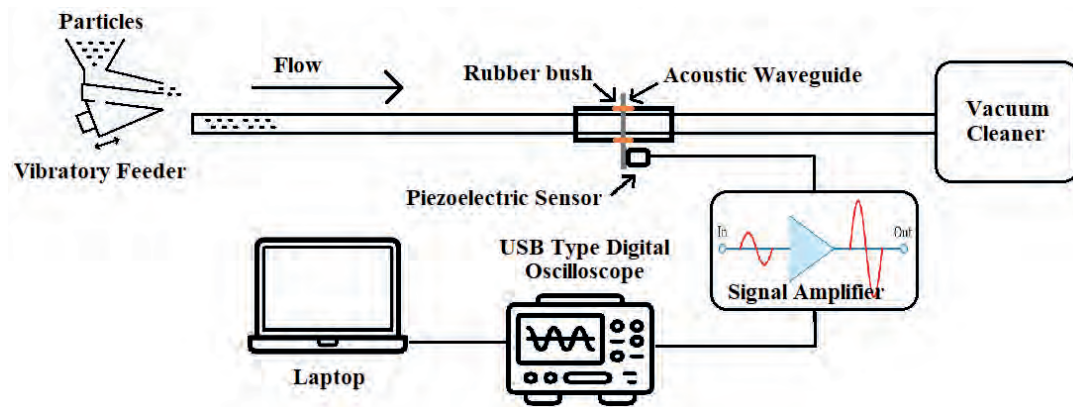 Particles
Flow
Rubber bush
Acoustic Waveguide
Vacuum
Cleaner
Vibratory Feeder
Piezoelectric Sensor
In
Out
Signal Amplifier
USB Type Digital
Oscilloscope
Laptop